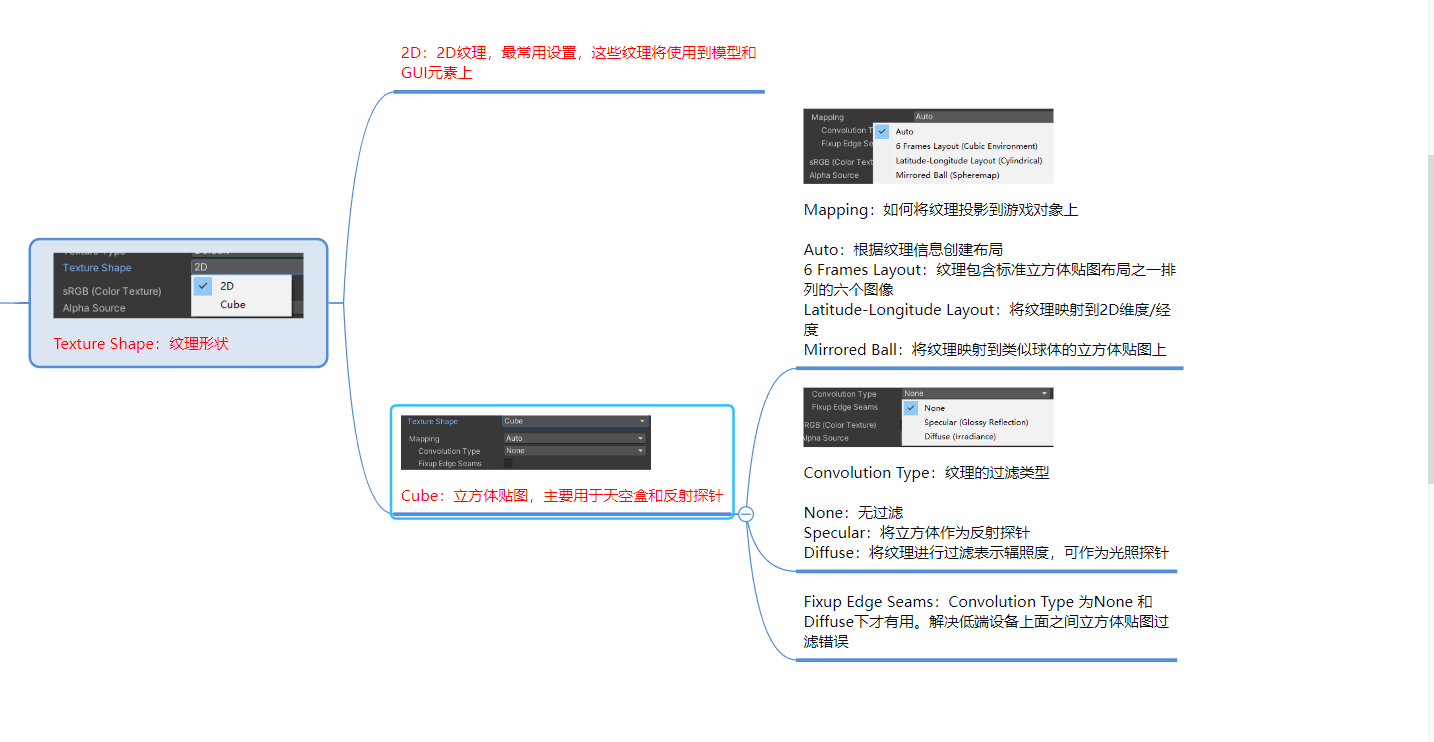 2D：2D纹理，最常用设置，这些纹理将使用到模型和
GUI元素上
Texture Type Default
Texture Shape 2D
2D
sRGB (Color Texture)
Cube
Alpha Source
Texture Shape：纹理形状
Texture Shape Cube
Mapping Auto
Convolution Type None
Fixup Edge Seams
Cube：立方体贴图，主要用于天空盒和反射探针
Mapping Auto
Convolution T
Auto
Fixup Edge Se
6 Frames Layout (Cubic Environment)
sRGB (Color Text
Latitude-Longitude Layout (Cylindrical)
Alpha Source
Mirrored Ball (Spheremap)
Mapping：如何将纹理投影到游戏对象上
Auto：根据纹理信息创建布局
6 Frames Layout：纹理包含标准立方体贴图布局之一排
列的六个图像
Latitude-Longitude Layout：将纹理映射到2D维度/经
度
Mirrored Ball：将纹理映射到类似球体的立方体贴图上
Convolution Type None
Fixup Edge Seams
None
sRGB (Color Texture)
Specular (Glossy Reflection)
Alpha Source
Diffuse (Irradiance)
Convolution Type：纹理的过滤类型
None：无过滤
Specular：将立方体作为反射探针
Diffuse：将纹理进行过滤表示辐照度，可作为光照探针
Fixup Edge Seams：Convolution Type 为None 和
Diffuse下才有用。解决低端设备上面之间立方体贴图过
滤错误